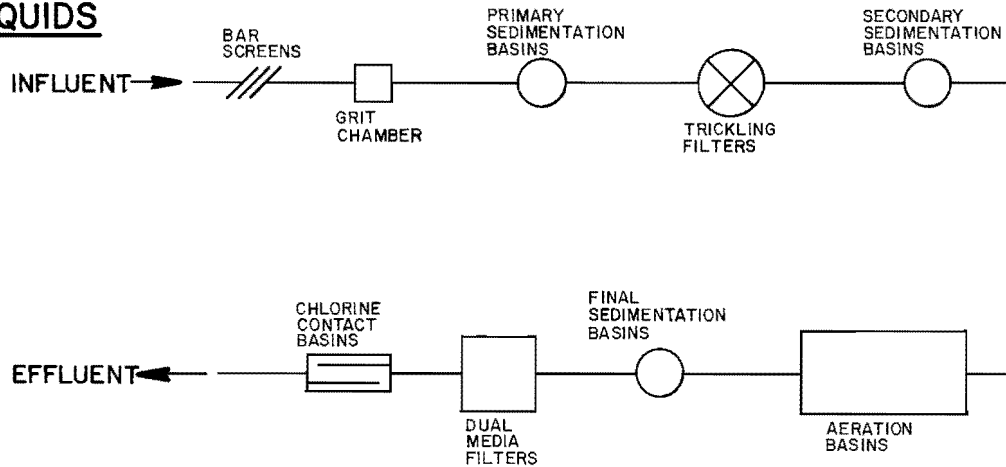 QUIDS
INFLUENT
BAR
SCREENS
GRIT
CHAMBER
PRIMARY
SEDIMENTATION
BASINS
TRICKLING
FILTERS
SECONDARY
SEDIMENTATION
BASINS
EFFLUENT
CHLORINE
CONTACT
BASINS
DUAL
MEDIA
FILTERS
FINAL
SEDIMENTATION
BASINS
AERATION
BASINS